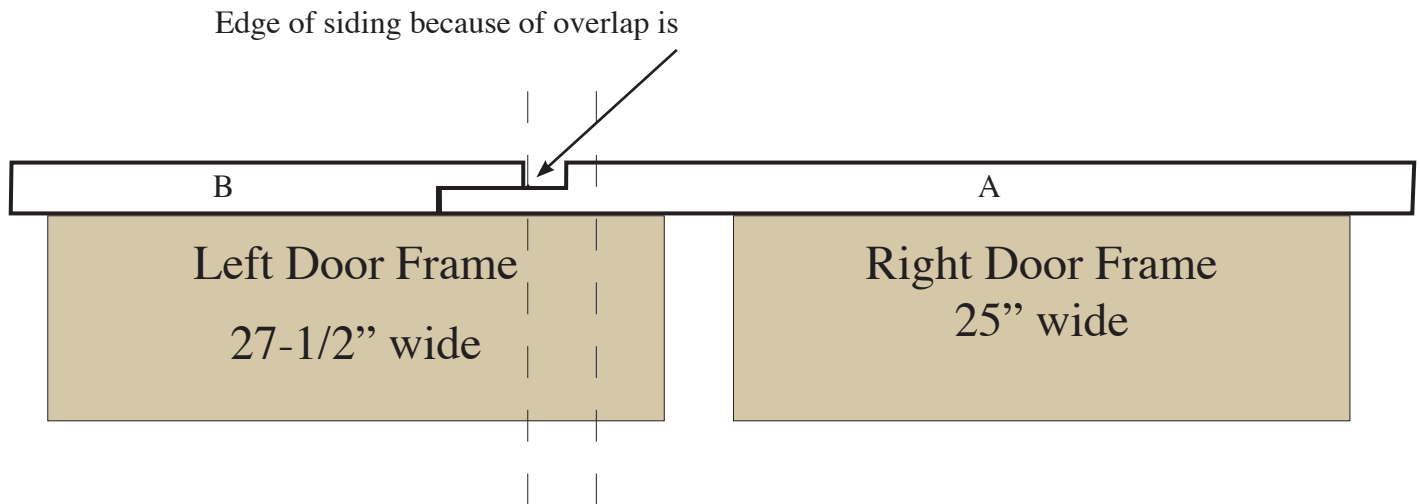 Edge of siding because of overlap is
B
A
Left Door Frame
27-1/2” wide
Right Door Frame
25” wide